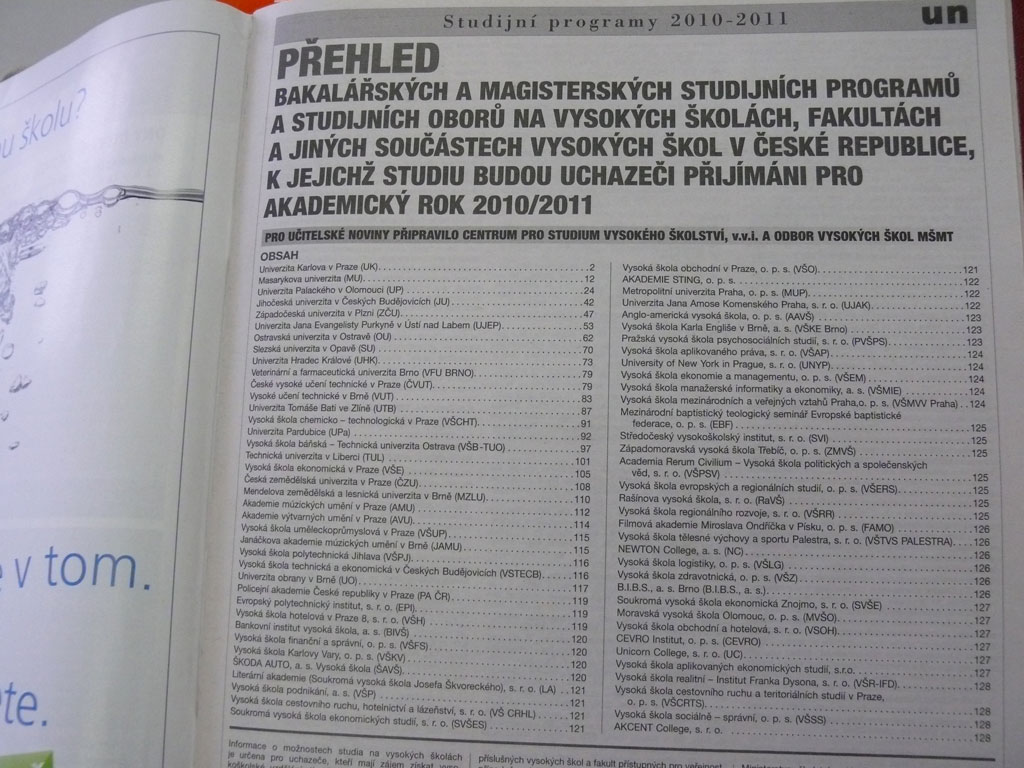 u školu?
v tom.
te.
Studijní programy 2010-2011
un
PŘEHLED
BAKALÁŘSKÝCH A MAGISTERSKÝCH STUDIJNÍCH PROGRAMŮ
A STUDIJNÍCH OBORŮ NA VYSOKÝCH ŠKOLÁCH, FAKULTÁCH
A JINÝCH SOUČÁSTECH VYSOKÝCH ŠKOL V ČESKÉ REPUBLICE,
K JEJICHŽ STUDIU BUDOU UCHAZEČI PŘIJÍMÁNI PRO
AKADEMICKÝ ROK 2010/2011
PRO UČITELSKÉ NOVINY PŘIPRAVILO CENTRUM PRO STUDIUM VYSOKÉHO ŠKOLSTVÍ, v.v.i. A ODBOR VYSOKÝCH ŠKOL MŠMT
OBSAH
Univerzita Karlova v Praze (UK) 2
Masarykova univerzita (MU) 12
Univerzita Palackého v Olomouci (UP) 24
Jihočeská univerzita v Českých Budějovicích (JU) 42
Západočeská univerzita v Plzni (ZČU) 47
Univerzita Jana Evangelisty Purkyně v Ústí nad Labem (UJEP) 53
Ostravská univerzita v Ostravě (OU) 62
Slezská univerzita v Opavě (SU) 70
Univerzita Hradec Králové (UHK) 73
Veterinární a farmaceutická univerzita Brno (VFU BRNO) 79
České vysoké učení technické v Praze (ČVUT) 79
Vysoké učení technické v Brně (VUT) 83
Univerzita Tomáše Bati ve Zlíně (UTB) 87
Vysoká škola chemicko – technologická v Praze (VŠCHT) 91
Univerzita Pardubice (UPa) 92
Vysoká škola báňská – Technická univerzita Ostrava (VŠB-TUO) 97
Technická univerzita v Liberci (TUL) 101
Vysoká škola ekonomická v Praze (VŠE) 105
Česká zemědělská univerzita v Praze (ČZU) 108
Mendelova zemědělská a lesnická univerzita v Brně (MZLU) 110
Akademie múzických umění v Praze (AMU) 112
Akademie výtvarných umění v Praze (AVU) 114
Vysoká škola uměleckoprůmyslová v Praze (VŠUP) 115
Janáčkova akademie múzických umění v Brně (JAMU) 115
Vysoká škola polytechnická Jihlava (VŠPJ) 116
Vysoká škola technická a ekonomická v Českých Budějovicích (VSTECB) 116
Univerzita obrany v Brně (UO) 117
Policejní akademie České republiky v Praze (PA ČR) 119
Evropský polytechnický institut, s. r. o. (EPI) 119
Vysoká škola hotelová v Praze 8, s. r. o. (VŠH) 120
Bankovní institut vysoká škola, a. s. (BIVŠ)
Vysoká škola finanční a správní, o. p. s. (VŠFS) 120
Vysoká škola Karlovy Vary, o. p. s. (VŠKV) 120
ŠKODA AUTO, a. s. Vysoká škola (ŠAVŠ)
Literární akademie (Soukromá vysoká škola Josefa Škvoreckého), s. r. o. (LA) 121
Vysoká škola podnikání, a. s. (VŠP) 121
Vysoká škola cestovního ruchu, hotelnictví a lázeňství, s. r. o. (VŠ CRHL) 121
Soukromá vysoká škola ekonomických studií, s. r. o. (SVŠES) 121
Vysoká škola obchodní v Praze, o. p. s. (VŠO) 121
AKADEMIE STING, o. p. s. 122
Metropolitní univerzita Praha, o. p. s. (MUP) 122
Univerzita Jana Amose Komenského Praha, s. r. o. (UJAK) 122
Anglo-americká vysoká škola, o. p. s. (AAVŠ) 123
Vysoká škola Karla Engliše v Brně, a. s. (VŠKE Brno) 123
Pražská vysoká škola psychosociálních studií, s. r. o. (PVŠPS) 123
Vysoká škola aplikovaného práva, s. r. o. (VŠAP) 124
University of New York in Prague, s. r. o. (UNYP) 124
Vysoká škola ekonomie a managementu, o. p. s. (VŠEM) 124
Vysoká škola manažerské informatiky a ekonomiky, a. s. (VŠMIE) 124
Vysoká škola mezinárodních a veřejných vztahů Praha,o. p. s. (VŠMVV Praha) 124
Mezinárodní baptistický teologický seminář Evropské baptistické
federace, o. p. s. (EBF) 125
Středočeský vysokoškolský institut, s. r. o. (SVI) 125
Západomoravská vysoká škola Třebíč, o. p. s. (ZMVŠ) 125
Academia Rerum Civilium – Vysoká škola politických a společenských
věd, s. r. o. (VŠPSV) 125
Vysoká škola evropských a regionálních studií, o. p. s. (VŠERS) 125
Rašínova vysoká škola, s. r. o. (RaVŠ) 125
Vysoká škola regionálního rozvoje, s. r. o. (VŠRR) 125
Filmová akademie Miroslava Ondříčka v Písku, o. p. s. (FAMO) 126
Vysoká škola tělesné výchovy a sportu Palestra, s. r. o. (VŠTVS PALESTRA) 126
NEWTON College, a. s. (NC) 126
Vysoká škola logistiky, o. p. s. (VŠLG) 126
Vysoká škola zdravotnická, o. p. s. (VŠZ) 126
B.I.B.S., a. s. Brno (B.I.B.S., a. s.) 126
Soukromá vysoká škola ekonomická Znojmo, s. r. o. (SVŠE) 127
Moravská vysoká škola Olomouc, o. p. s. (MVŠO) 127
Vysoká škola obchodní a hotelová, s. r. o. (VSOH) 127
CEVRO Institut, o. p. s. (CEVRO) 127
Unicorn College, s. r. o. (UC) 127
Vysoká škola aplikovaných ekonomických studií, s.r.o. 127
Vysoká škola realitní – Institut Franka Dysona, s. r. o. (VŠR-IFD) 128
Vysoká škola cestovního ruchu a teritoriálních studií v Praze,
o. p. s. (VŠCRTS) 128
Vysoká škola sociálně – správní, o. p. s. (VŠSS) 128
AKCENT College, s. r. o. 128
Informace o možnostech studia na vysokých školách
je určena pro uchazeče, kteří mají zájem získat
příslušných vysokých škol a fakult přístupných pro veřejnost